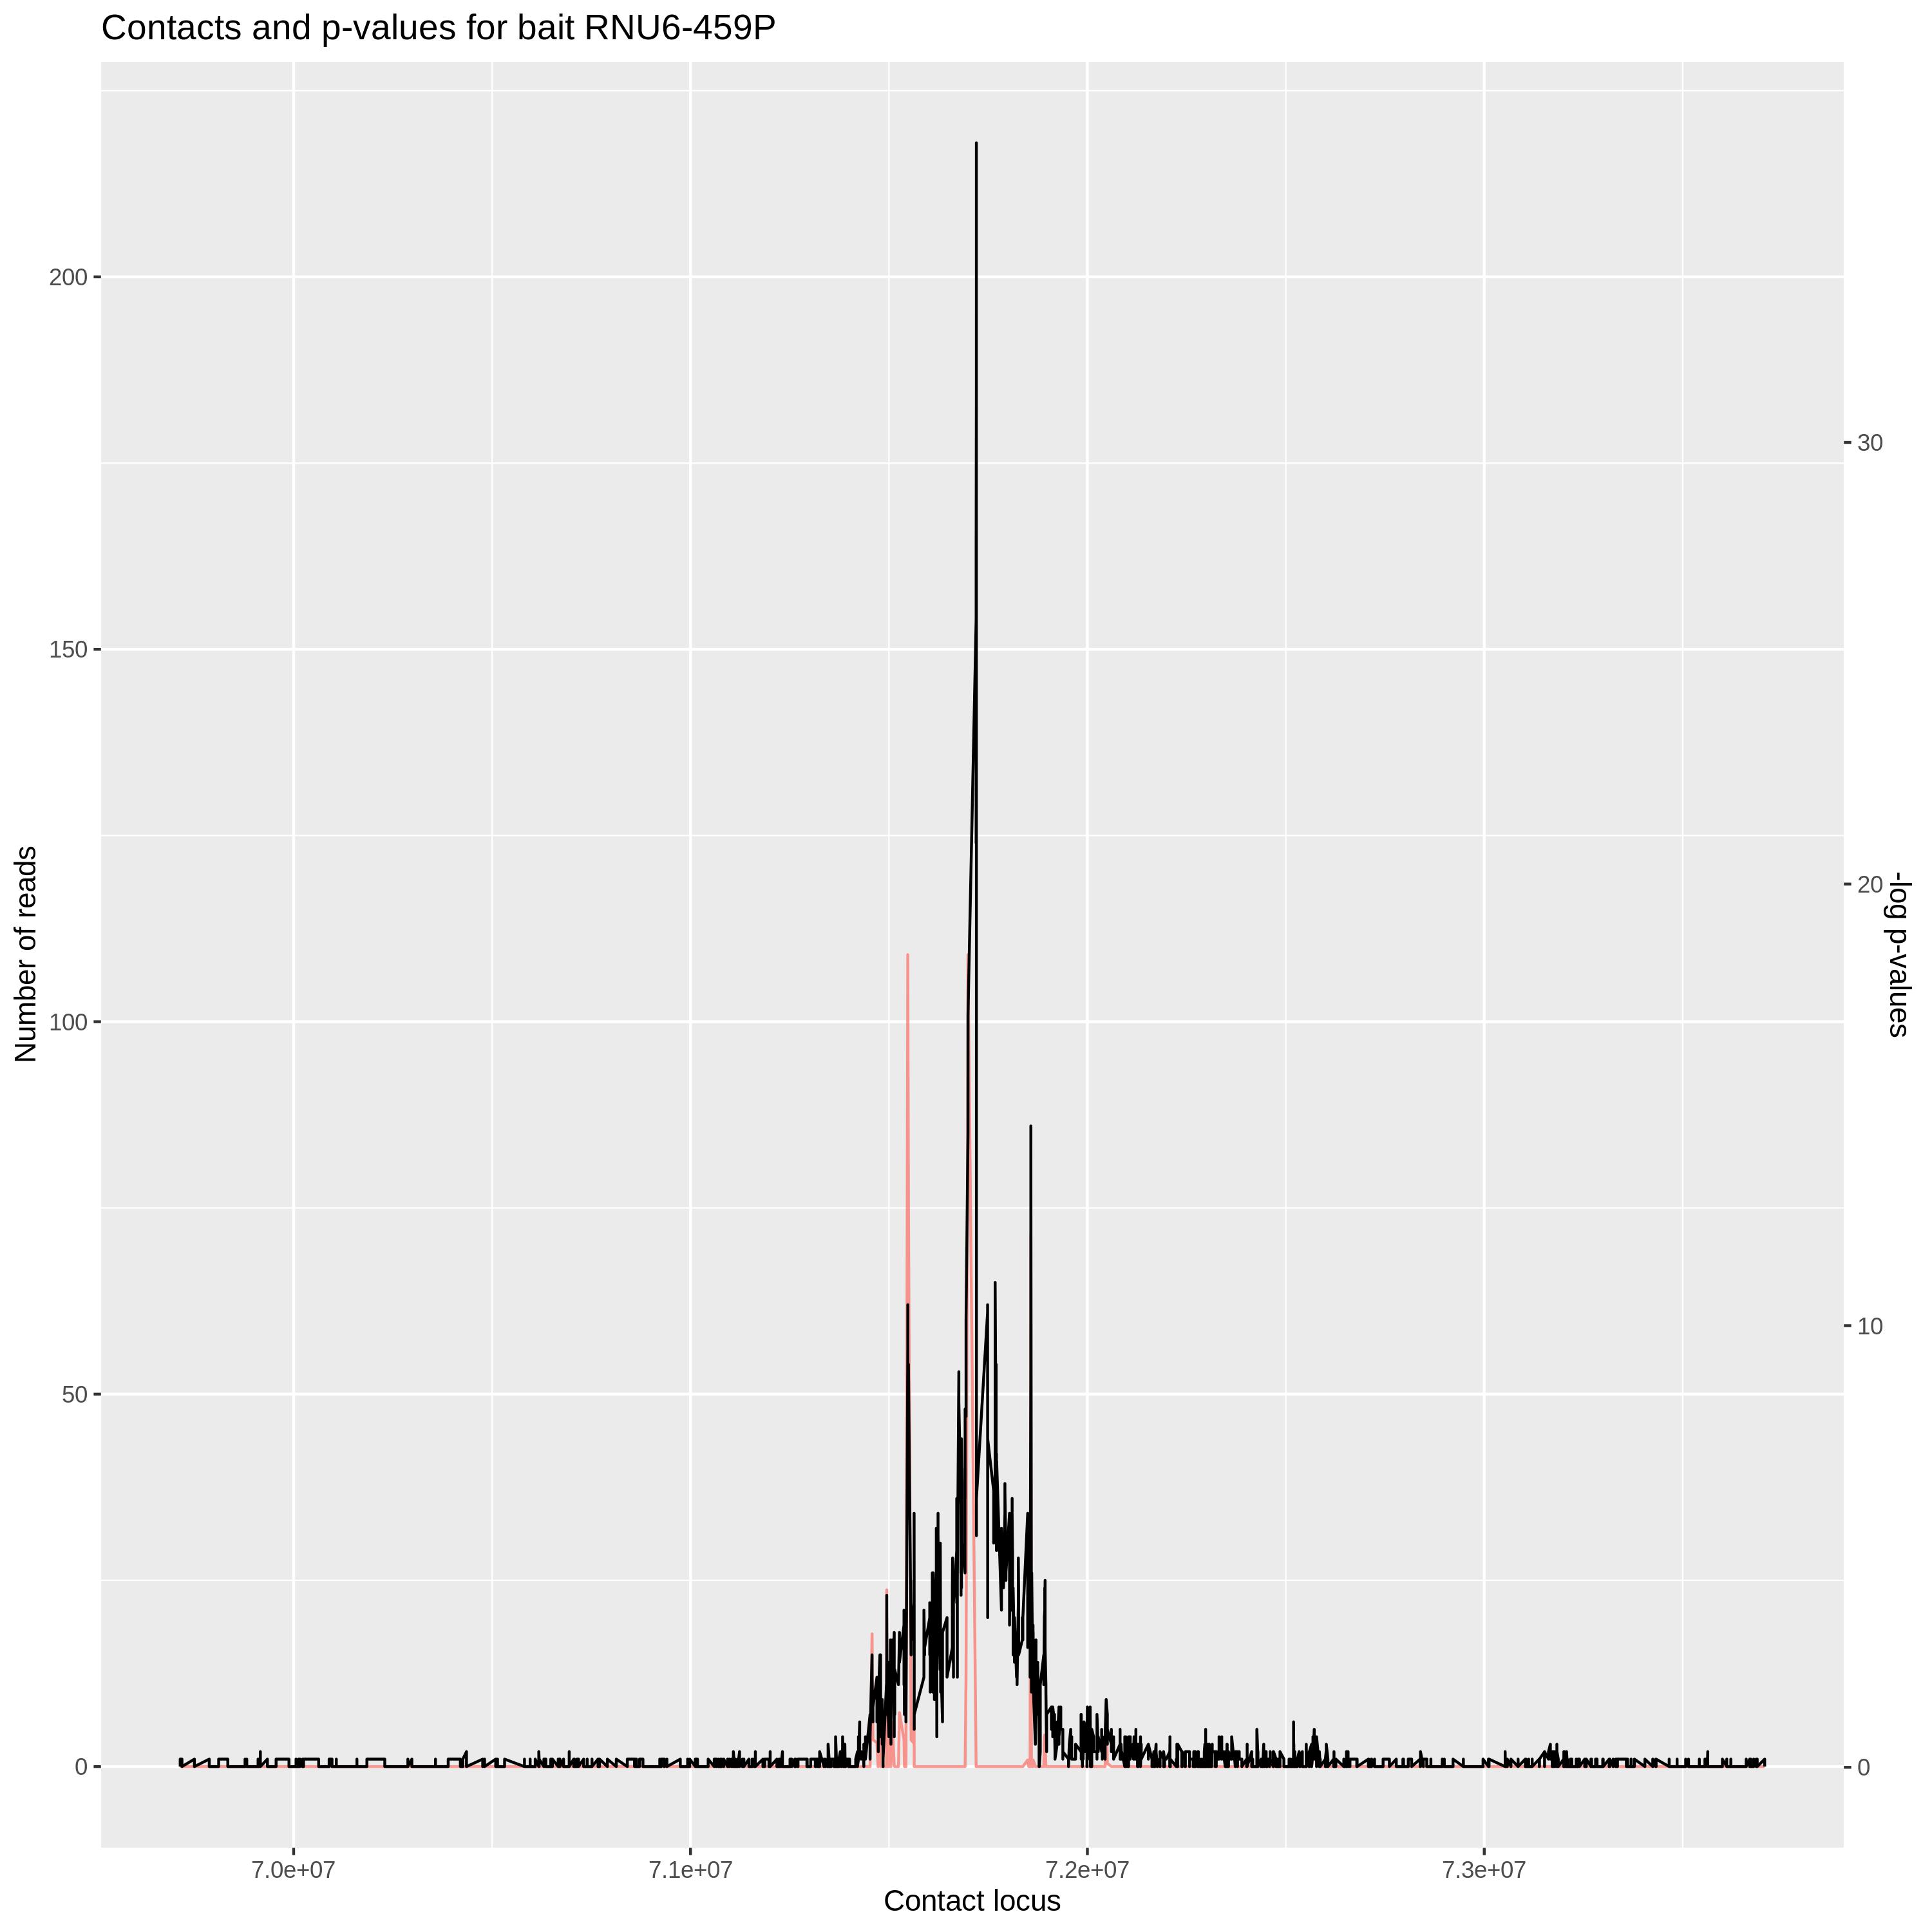 Contacts and p-values for bait RNU6-459P
200
150
100
50
0
30
20
10
0
Number of reads
-log p-values
7.0e+07
7.1e+07
7.2e+07
7.3e+07
Contact locus